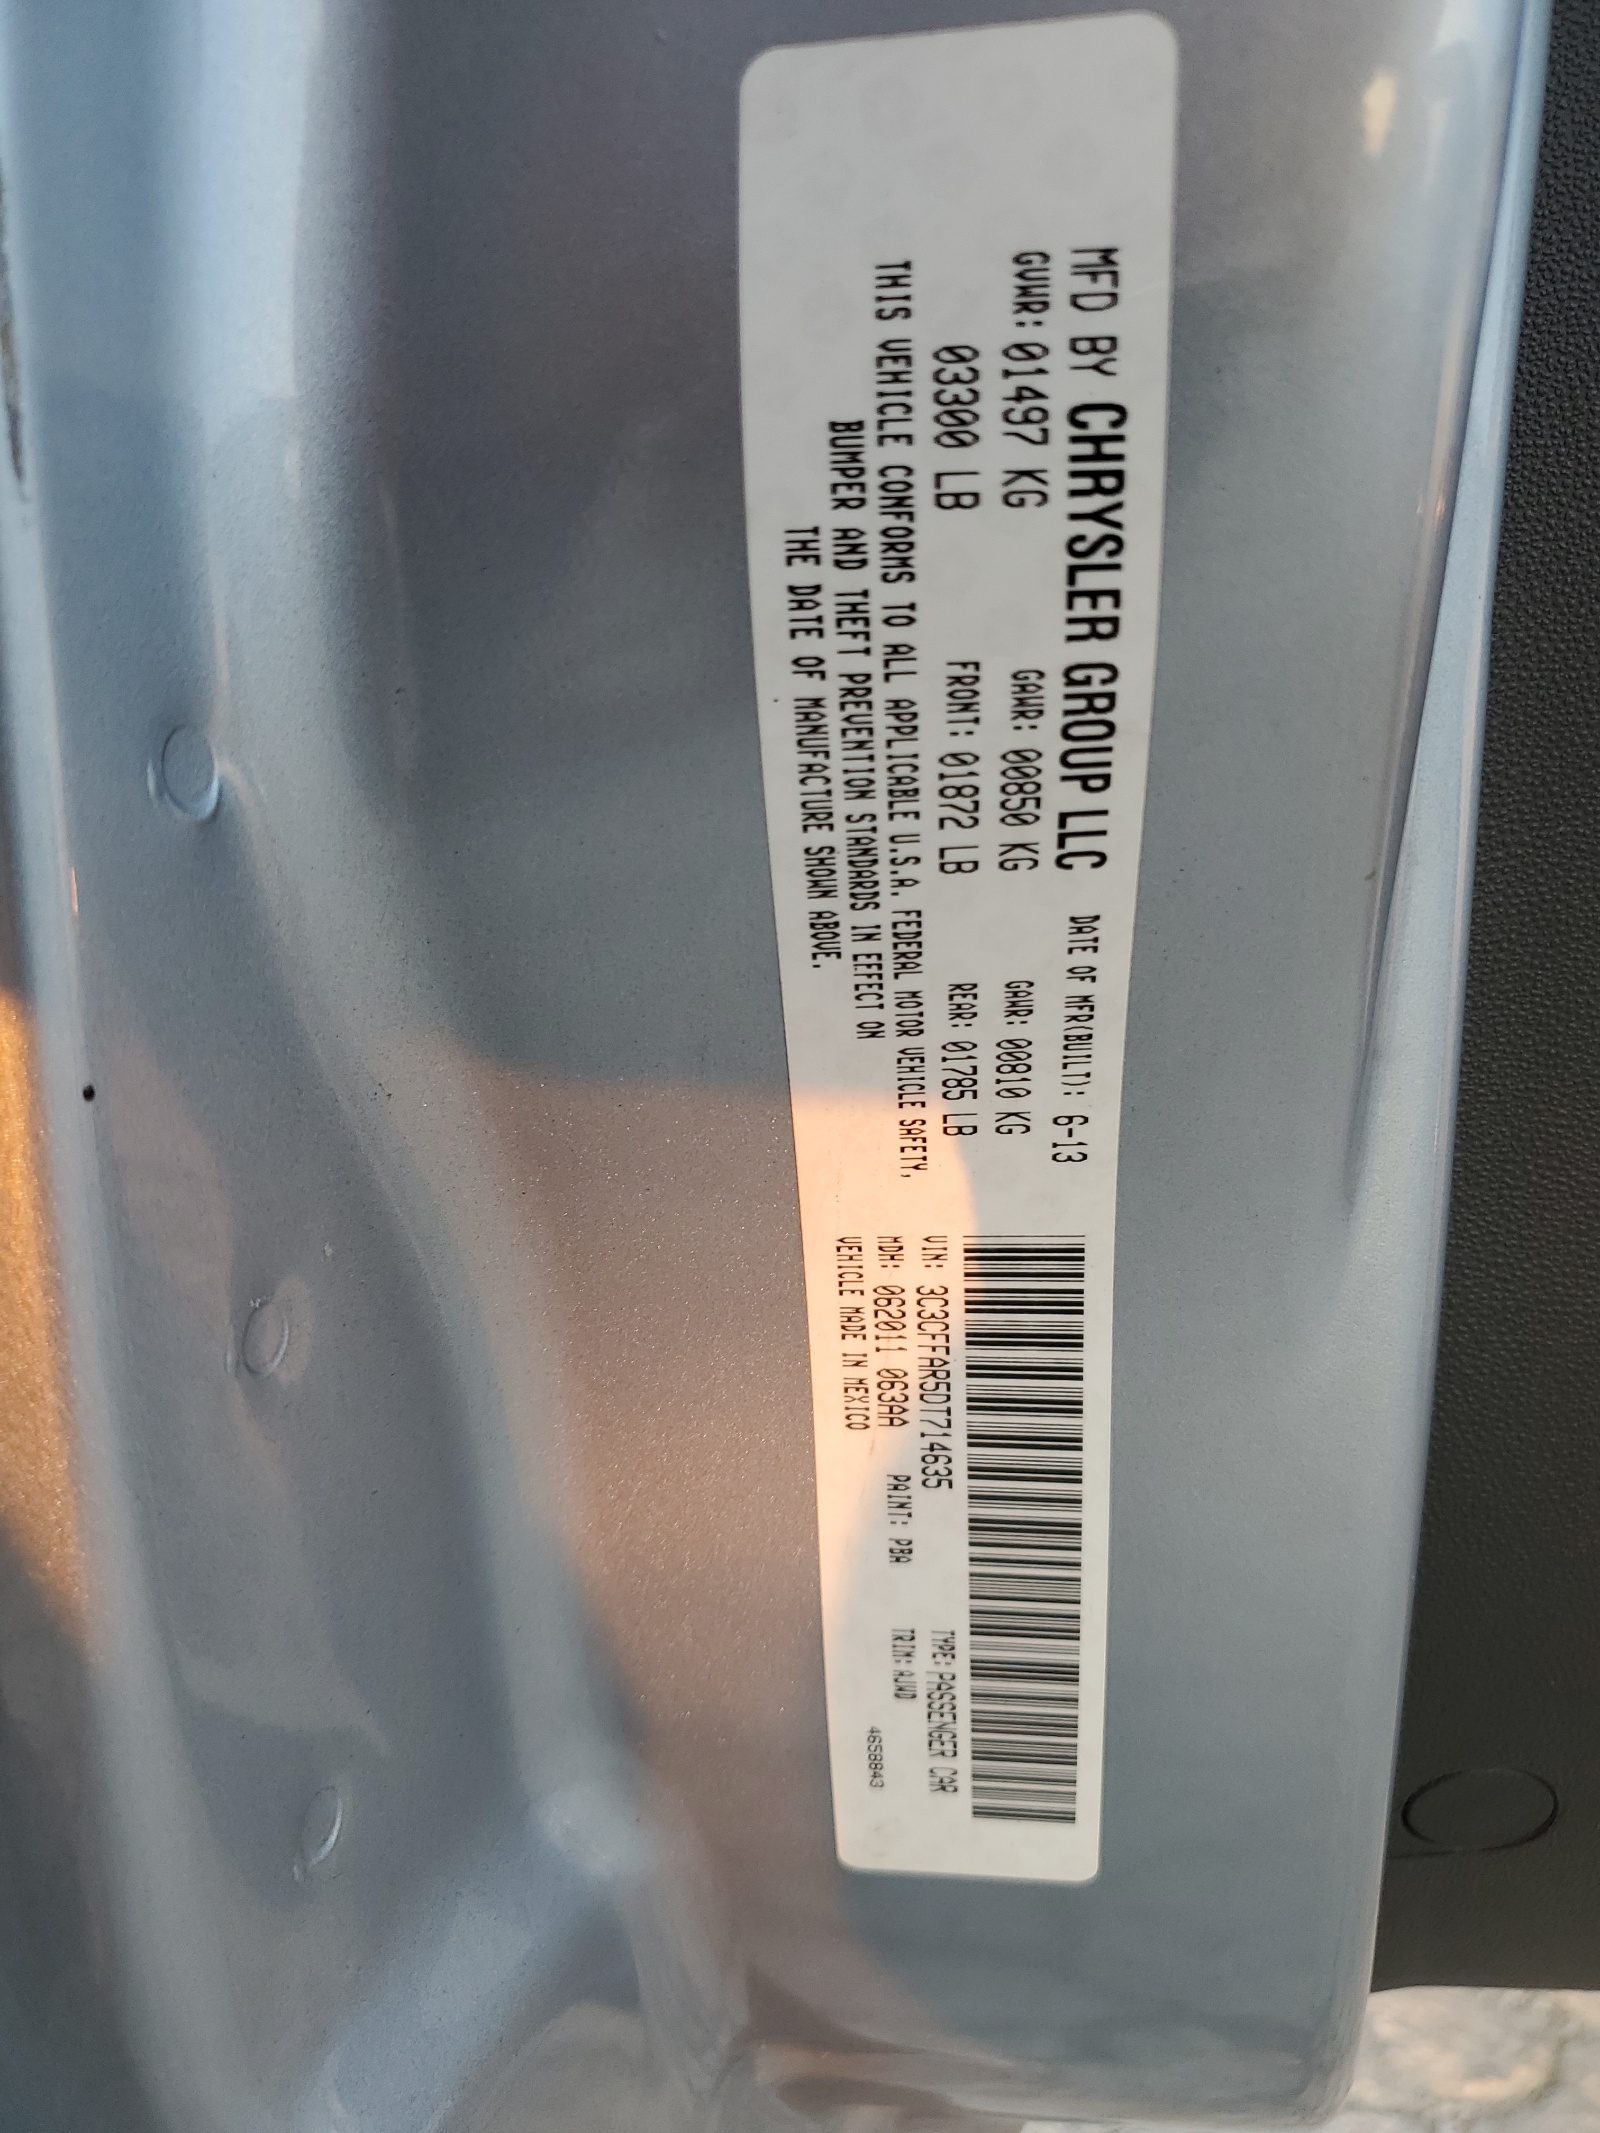 MFD BY CHRYSLER GROUP LLC DATE OF MFR(BUILT): 6-13
GVWR: 01497 KG GAWR: 00850 KG GAWR: 00810 KG
03300 LB FRONT: 01872 LB REAR: 01785 LB
THIS VEHICLE CONFORMS TO ALL APPLICABLE U.S.A. FEDERAL MOTOR VEHICLE SAFETY,
BUMPER AND THEFT PREVENTION STANDARDS IN EFFECT ON
THE DATE OF MANUFACTURE SHOWN ABOVE.
VIN: 3C3CFFAR5DT714635 TYPE: PASSENGER CAR
MDH: 062011 063AA PAINT: PBA TRIM: AJWD
VEHICLE MADE IN MEXICO 4658843